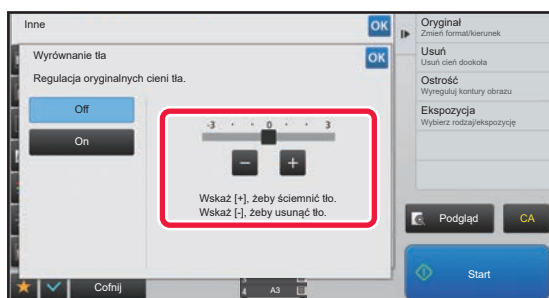 Inne
OK
Wyrównanie tła
OK
Regulacja oryginalnych cieni tła.
Off
On
-3 0 3
Wskaż [+], żeby ściemnić tło.
Wskaż [-], żeby usunąć tło.
Cofnij
A3
Oryginał
Zmień format/kierunek
Usuń
Usuń cień dookoła
Ostrość
Wyreguluj kontury obrazu
Ekspozycja
Wybierz rodzaj/ekspozycję
Podgląd
CA
Start